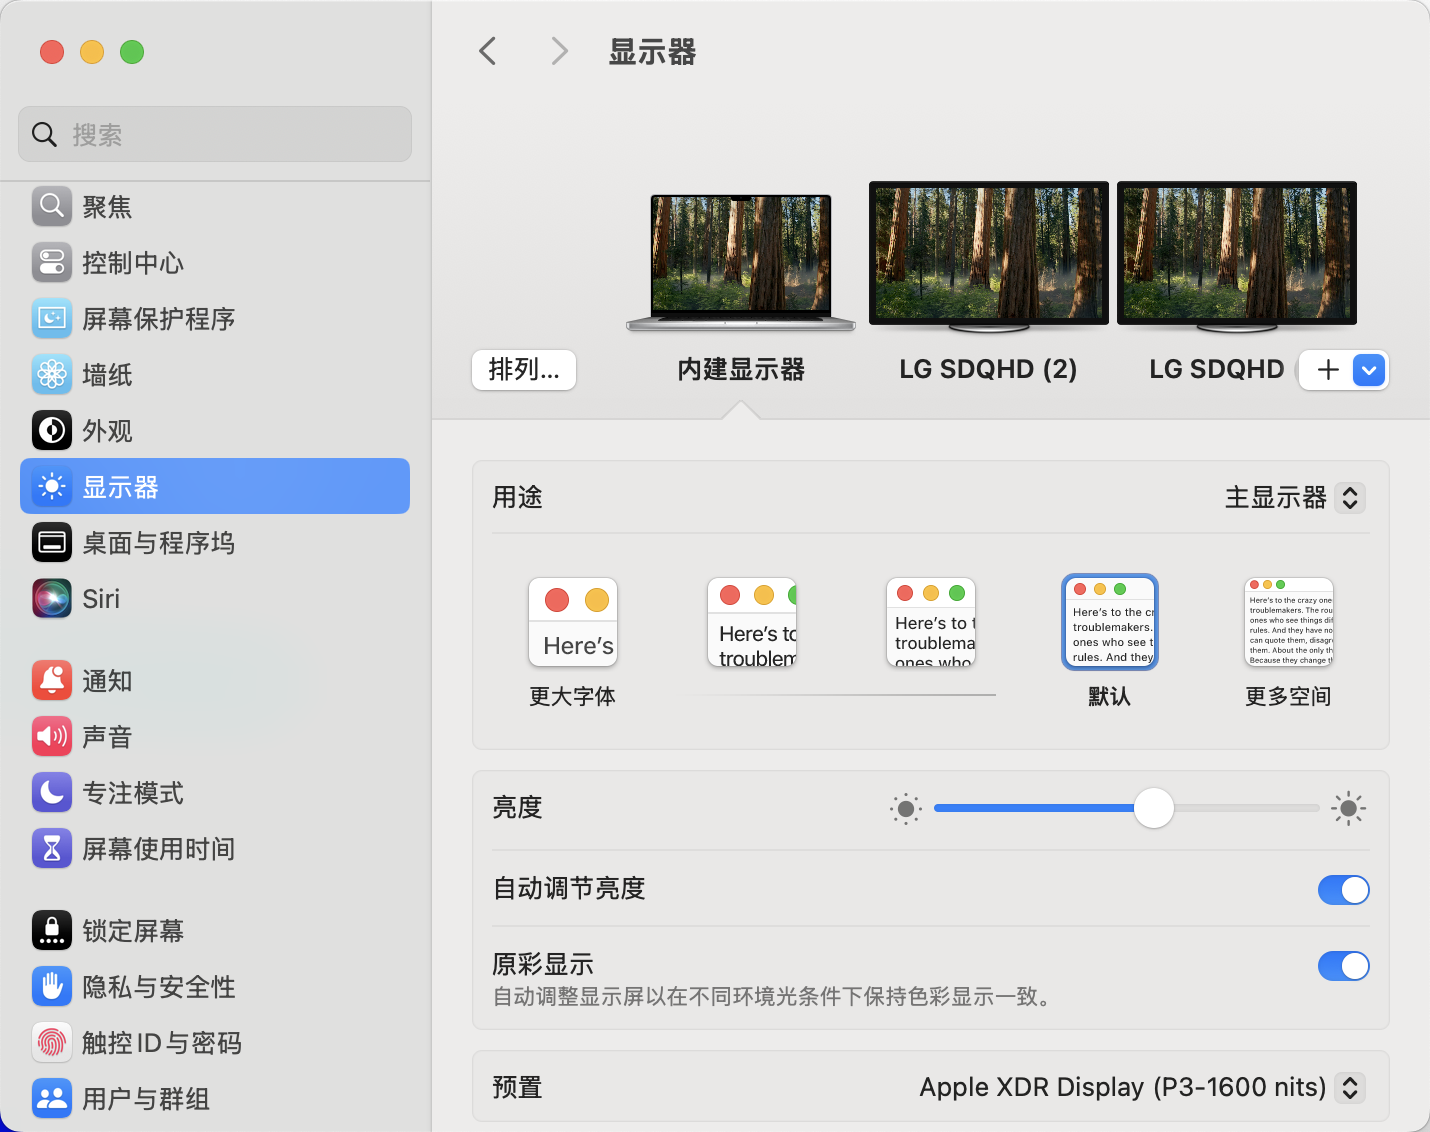 搜索
聚焦
控制中心
屏幕保护程序
墙纸
外观
显示器
桌面与程序坞
Siri
通知
声音
专注模式
屏幕使用时间
锁定屏幕
隐私与安全性
触控 ID 与密码
用户与群组
显示器
排列...
内建显示器
LG SDQHD (2)
LG SDQHD
用途
主显示器
Here's
更大字体
Here's to
troublem
Here's to t
troublema
ones who
Here's to the cr
troublemakers.
ones who see t
rules. And they
默认
Here's to the crazy one
troublemakers. The rou
ones who see things dif
rules. And they have no
can quote them, disagr
them. About the only th
Because they change th
更多空间
亮度
自动调节亮度
原彩显示
自动调整显示屏以在不同环境光条件下保持色彩显示一致。
预置
Apple XDR Display (P3-1600 nits)